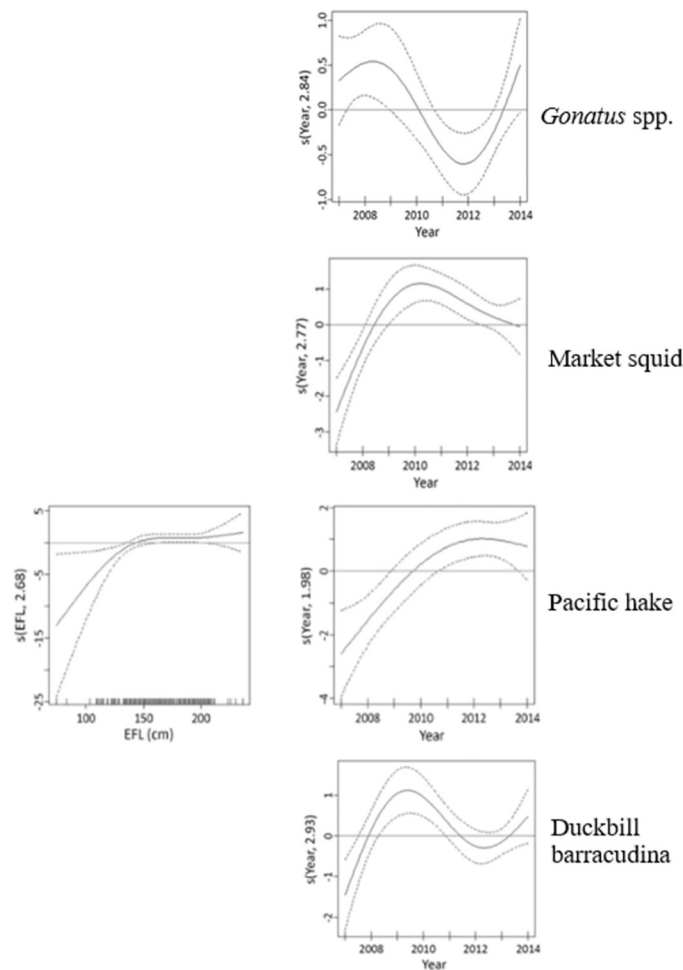 1.0
0.5
0.0
-0.5
-1.0
s(Year, 2.84)
2008 2010 2012 2014
Year
Gonatus spp.
1
0
-1
-2
-3
s(Year, 2.77)
2008 2010 2012 2014
Year
Market squid
5
-5
-15
-25
s(EFL, 2.68)
100 150 200
EFL (cm)
2
0
-2
-4
s(Year, 1.98)
2008 2010 2012 2014
Year
Pacific hake
1
0
-1
-2
s(Year, 2.93)
2008 2010 2012 2014
Year
Duckbill
barracudina